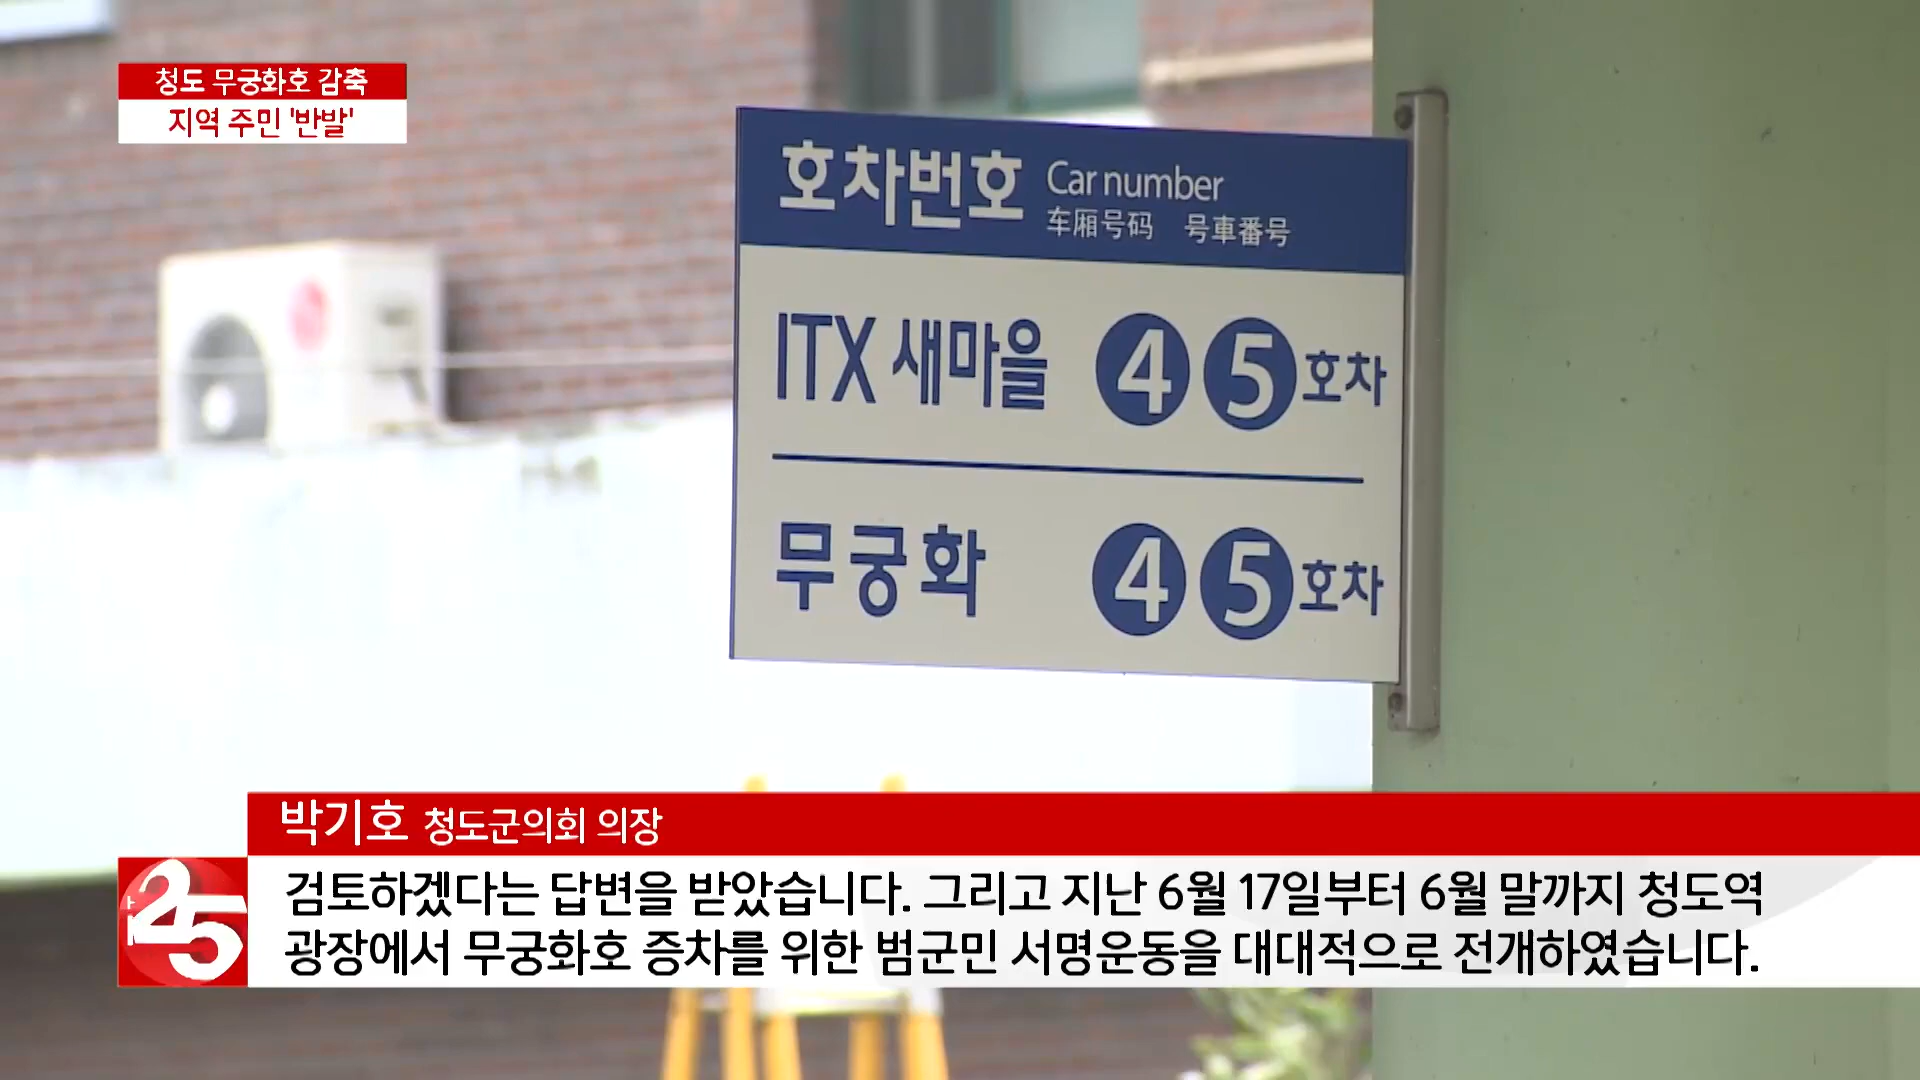 청도 무궁화호 감축
지역 주민 '반발'
호차번호 Car number
车厢号码 号車番号
ITX 새마을 4 5 호차
무궁화 4 5 호차
박기호 청도군의회 의장
검토하겠다는 답변을 받았습니다. 그리고 지난 6월 17일부터 6월 말까지 청도역
광장에서 무궁화호 증차를 위한 범군민 서명운동을 대대적으로 전개하였습니다.
25